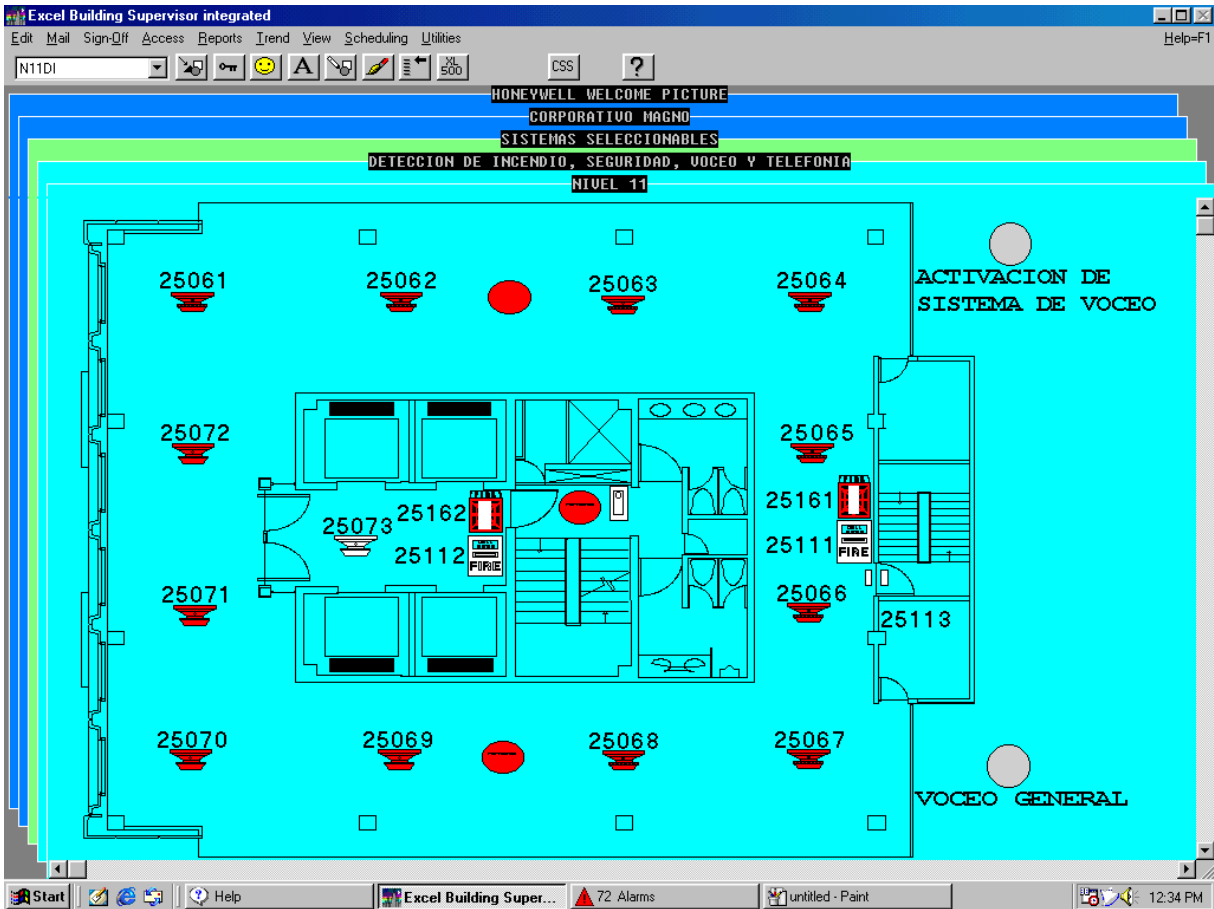 Excel Building Supervisor integrated
Edit Mail Sign-Off Access Reports Trend View Scheduling Utilities Help=F1
N11DI A XL 500 CSS ?
HONEYWELL WELCOME PICTURE
CORPORATIVO MAGNO
SISTEMAS SELECCIONABLES
DETECCION DE INCENDIO, SEGURIDAD, VOCEO Y TELEFONIA
NIVEL 11
25061 25062 25063 25064
ACTIVACION DE
SISTEMA DE VOCEO
25072 25065
25162 25161
25073
25112 25111
FIRE FIRE
25071 25066
25113
25070 25069 25068 25067
VOCEO GENERAL
Start Help Excel Building Super... 72 Alarms untitled - Paint 12:34 PM